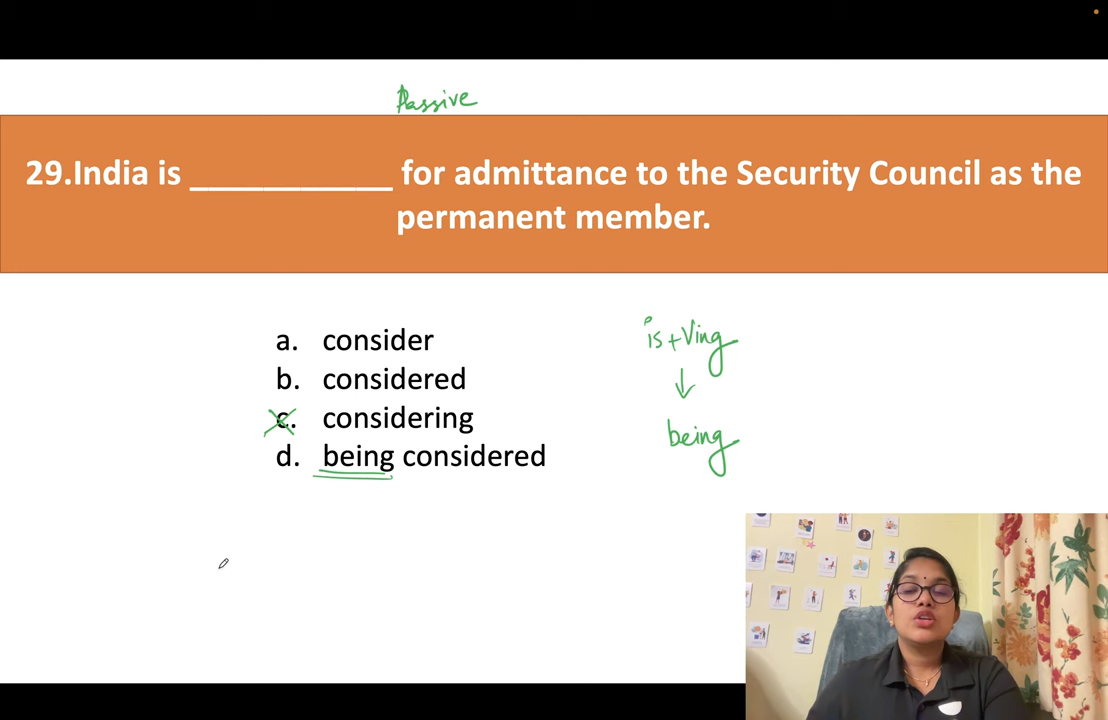 Passive
29.India is ___________ for admittance to the Security Council as the
permanent member.
a. consider
b. considered
c. considering
d. being considered
is+Ving
being